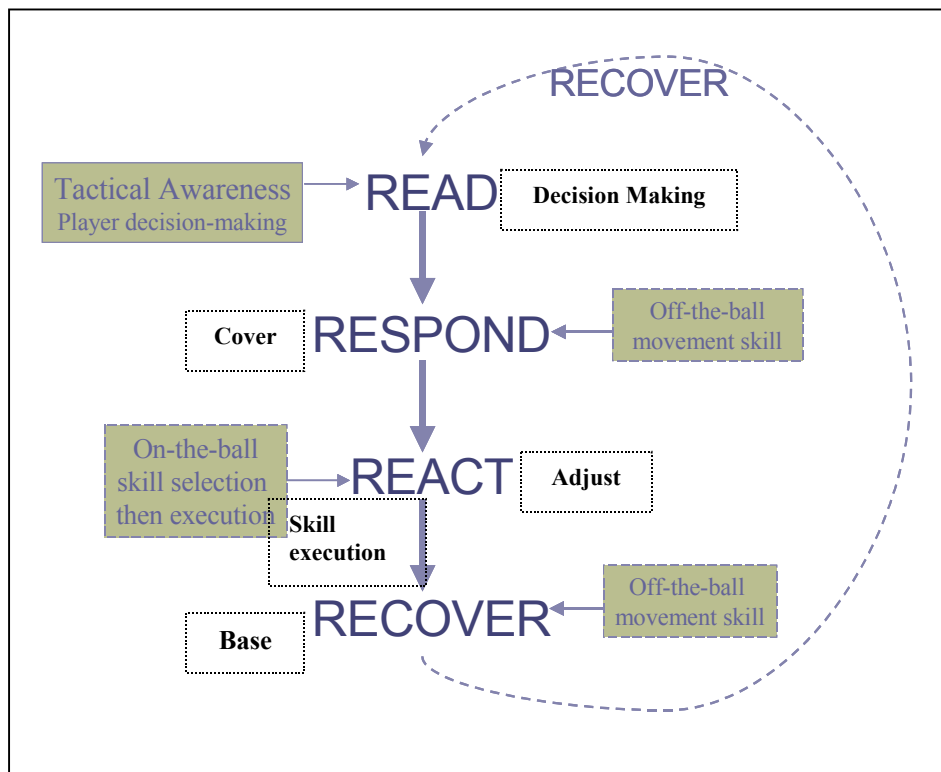 RECOVER
Tactical Awareness
Player decision-making
READ
Decision Making
Cover
RESPOND
Off-the-ball
movement skill
On-the-ball
skill selection
then execution
REACT
Adjust
Skill
execution
Base
RECOVER
Off-the-ball
movement skill